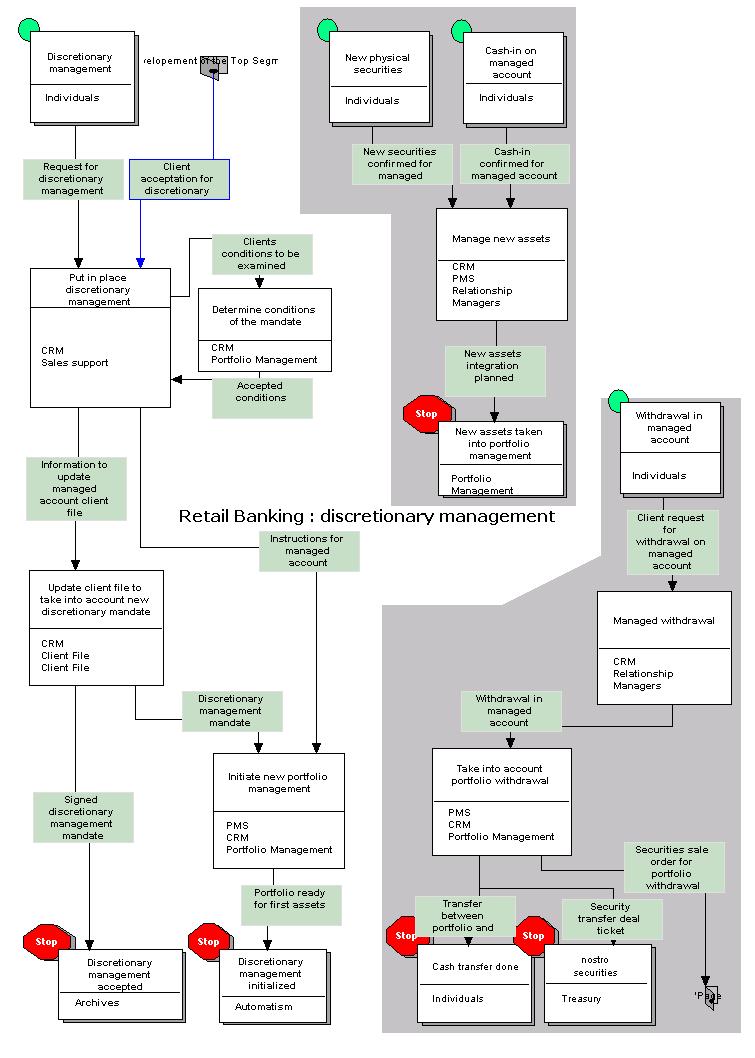 Discretionary
management
Individuals
velopement of the Top Segm
Request for
discretionary
management
Client
acceptation for
discretionary
Clients
conditions to be
examined
Put in place
discretionary
management
CRM
Sales support
Determine conditions
of the mandate
CRM
Portfolio Management
Accepted
conditions
New physical
securities
Individuals
Cash-in on
managed
account
Individuals
New securities
confirmed for
managed
Cash-in
confirmed for
managed account
Manage new assets
CRM
PMS
Relationship
Managers
New assets
integration
planned
Stop
New assets taken
into portfolio
management
Portfolio
Management
Retail Banking : discretionary management
Information to
update
managed
account client
file
Instructions for
managed
account
Update client file to
take into account new
discretionary mandate
CRM
Client File
Client File
Discretionary
management
mandate
Initiate new portfolio
management
PMS
CRM
Portfolio Management
Signed
discretionary
management
mandate
Portfolio ready
for first assets
Stop
Discretionary
management
accepted
Archives
Stop
Discretionary
management
initialized
Automatism
Withdrawal in
managed
account
Individuals
Client request
for
withdrawal on
managed
account
Managed withdrawal
CRM
Relationship
Managers
Withdrawal in
managed
account
Take into account
portfolio withdrawal
PMS
CRM
Portfolio Management
Securities sale
order for
portfolio
withdrawal
Transfer
between
portfolio and
Security
transfer deal
ticket
Stop
Cash transfer done
Individuals
Stop
nostro
securities
Treasury
'Page